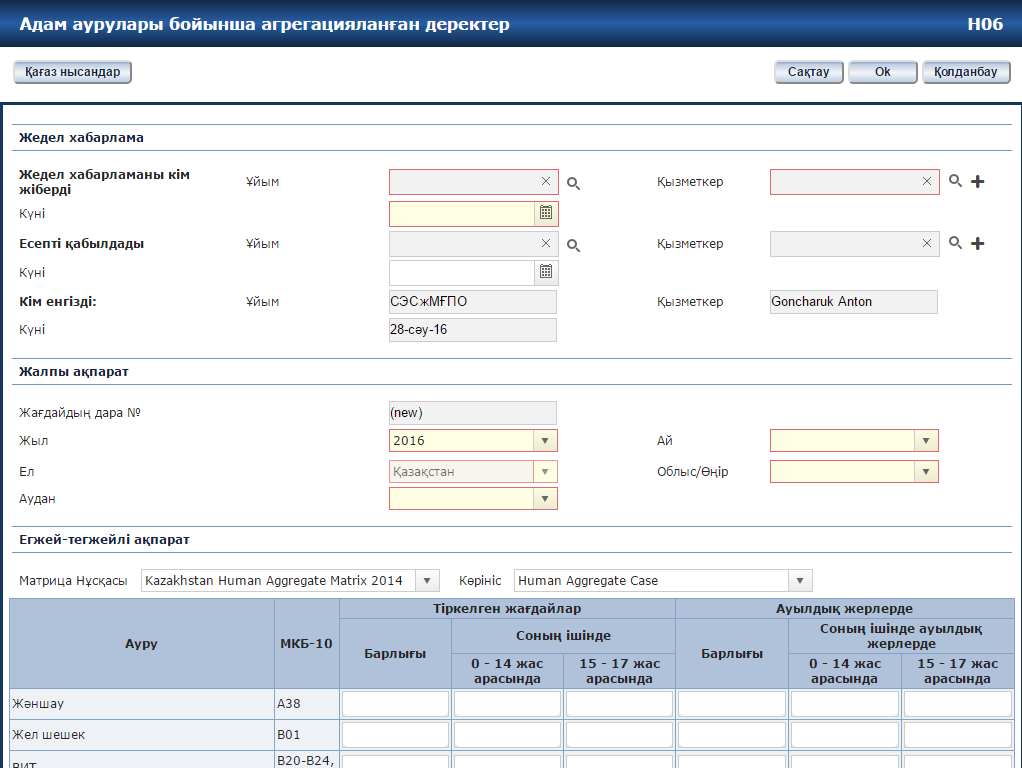 Адам аурулары бойынша агрегацияланған деректер H06
Қағаз нысандар Сақтау Ok Қолданбау
Жедел хабарлама
Жедел хабарламаны кім жіберді Ұйым Қызметкер
Күні
Есепті қабылдады Ұйым Қызметкер
Күні
Кім енгізді: Ұйым СЭСжМҒПО Қызметкер Goncharuk Anton
Күні 28-сәу-16
Жалпы ақпарат
Жағдайдың дара № (new)
Жыл 2016 Ай
Ел Қазақстан Облыс/Өңір
Аудан
Егжей-тегжейлі ақпарат
Матрица Нұсқасы Kazakhstan Human Aggregate Matrix 2014 Көрініс Human Aggregate Case
Ауру МКБ-10 Тіркелген жағдайлар Ауылдық жерлерде
Барлығы Соның ішінде Барлығы Соның ішінде ауылдық жерлерде
0 - 14 жас арасында 15 - 17 жас арасында 0 - 14 жас арасында 15 - 17 жас арасында
Жәншау A38
Жел шешек B01
ВИТ B20-B24,